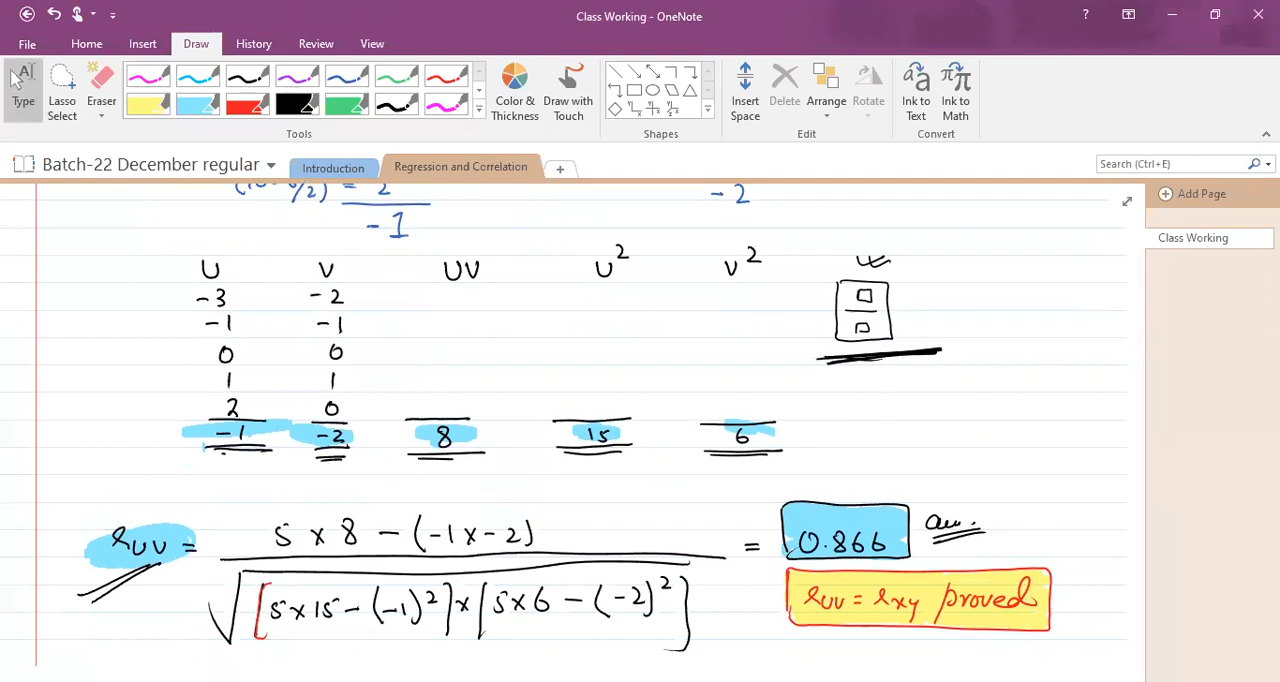 Class Working - OneNote
File Home Insert Draw History Review View
Type Lasso Select Eraser Color & Thickness Draw with Touch Insert Space Delete Arrange Rotate Ink to Text Ink to Math
Tools Shapes Edit Convert
Batch-22 December regular Introduction Regression and Correlation Search (Ctrl+E)
Add Page
Class Working
= 2 - 2
- 1
U V UV U² V²
-3 -2
-1 -1
0 0
1 1
2 0
-1 -2 8 15 6
r_UV = 5 × 8 - (-1 × -2) / √[5 × 15 - (-1)²] × [5 × 6 - (-2)²] = 0.866 Ans.
r_UV = r_xy proved